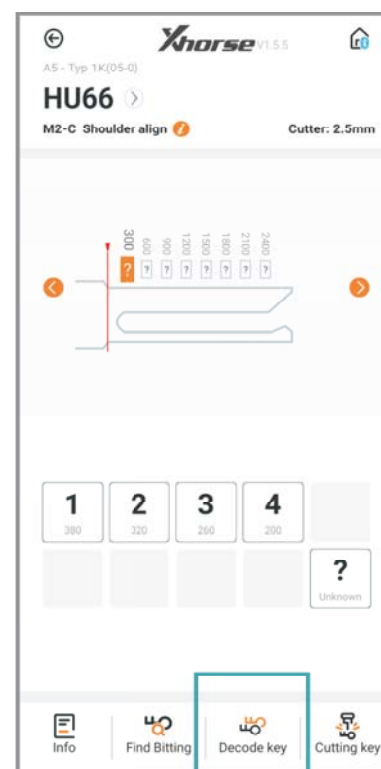 Xhorse V1.5.5
A5 - Typ 1K(05-0)
HU66
M2-C Shoulder align Cutter: 2.5mm
300 600 900 1200 1500 1800 2100 2400
? ? ? ? ? ? ? ?
1 2 3 4
380 320 260 200
?
Unknown
Info Find Bitting Decode key Cutting key